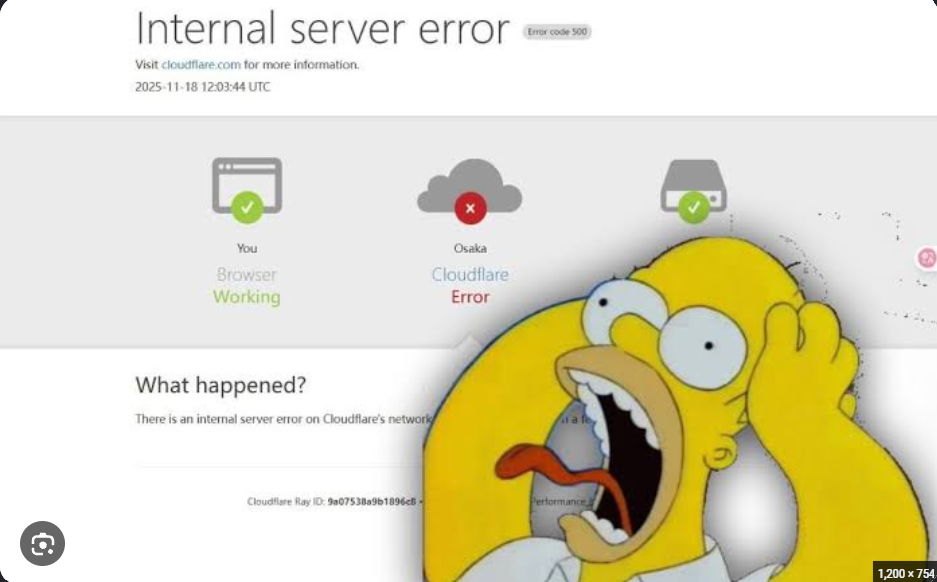 Internal server error Error code 500
Visit cloudflare.com for more information.
2025-11-18 12:03:44 UTC
You
Osaka
Browser
Cloudflare
Working
Error
What happened?
There is an internal server error on Cloudflare's network
Cloudflare Ray ID: 9a07538a9b1896c8 •
Performance
1,200 × 754